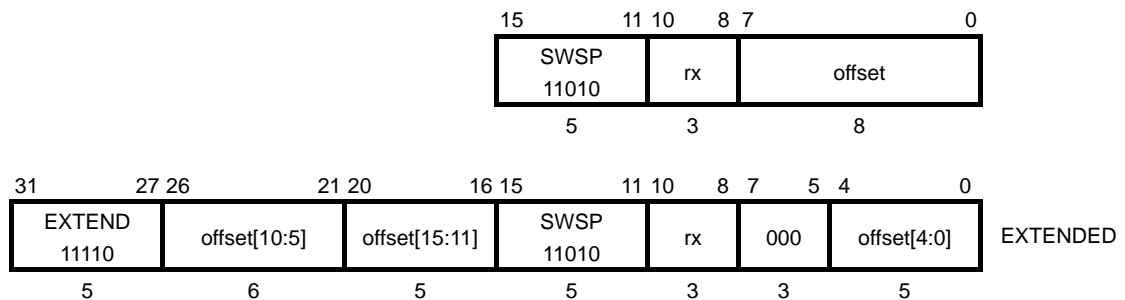 15 11 10 8 7 0
SWSP
11010
rx
offset
5 3 8
31 27 26 21 20 16 15 11 10 8 7 5 4 0
EXTEND
11110
offset[10:5]
offset[15:11]
SWSP
11010
rx
000
offset[4:0]
EXTENDED
5 6 5 5 3 3 5